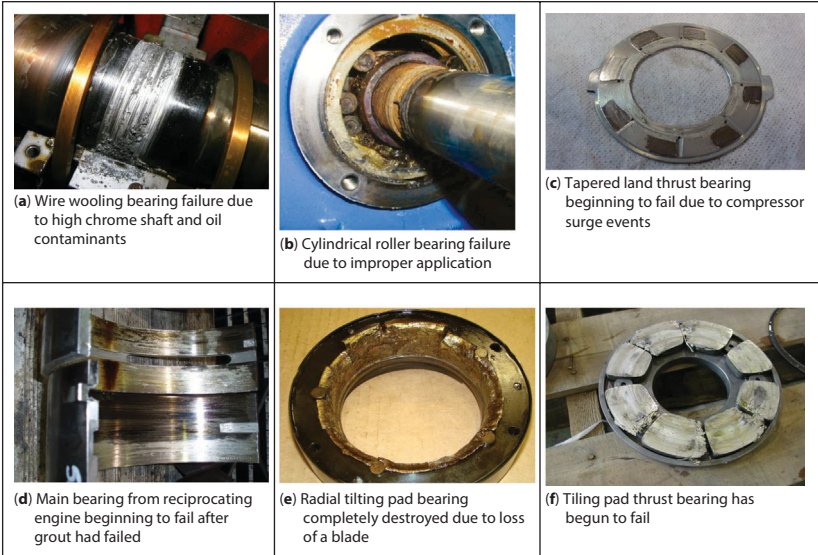 (a) Wire wooling bearing failure due
to high chrome shaft and oil
contaminants
(b) Cylindrical roller bearing failure
due to improper application
(c) Tapered land thrust bearing
beginning to fail due to compressor
surge events
(d) Main bearing from reciprocating
engine beginning to fail after
grout had failed
(e) Radial tilting pad bearing
completely destroyed due to loss
of a blade
(f) Tiling pad thrust bearing has
begun to fail